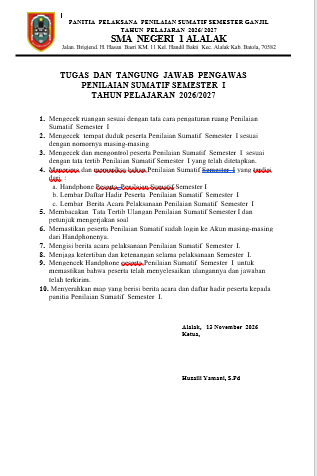 PANITIA PELAKSANA PENILAIAN SUMATIF SEMESTER GANJIL
TAHUN PELAJARAN 2026/2027
SMA NEGERI 1 ALALAK
Jalan. Brigjend. H. Hasan Basri KM. 11 Kel. Handil Bakti Kec. Alalak Kab. Batola, 70582
TUGAS DAN TANGUNG JAWAB PENGAWAS
PENILAIAN SUMATIF SEMESTER I
TAHUN PELAJARAN 2026/2027
1. Mengecek ruangan sesuai dengan tata cara pengaturan ruang Penilaian
Sumatif Semester I
2. Mengecek tempat duduk peserta Penilaian Sumatif Semester I sesuai
dengan nomornya masing-masing
3. Mengecek dan mengontrol peserta Penilaian Sumatif Semester I sesuai
dengan tata tertib Penilaian Sumatif Semester I yang telah ditetapkan.
4. dan Penilaian Sumatif Semester I yang
:
a. Handphone Peserta Penilaian Sumatif Semester I
b. Lembar Daftar Hadir Peserta Penilaian Sumatif Semester I
c. Lembar Berita Acara Pelaksanaan Penilaian Sumatif Semester I
5. Membacakan Tata Tertib Ulangan Penilaian Sumatif Semester I dan
petunjuk mengerjakan soal
6. Memastikan peserta Penilaian Sumatif sudah login ke Akun masing-masing
dari Handphonenya.
7. Mengisi berita acara pelaksanaan Penilaian Sumatif Semester I.
8. Menjaga ketertiban dan ketenangan selama pelaksanaan Semester I.
9. Mengencek Handphone peserta Penilaian Sumatif Semester I untuk
memastikan bahwa peserta telah menyelesaikan ulangannya dan jawaban
telah terkirim.
10. Menyerahkan map yang berisi berita acara dan daftar hadir peserta kepada
panitia Penilaian Sumatif Semester I.
Alalak, 13 November 2026
Ketua,
Huzaili Yamani, S.Pd